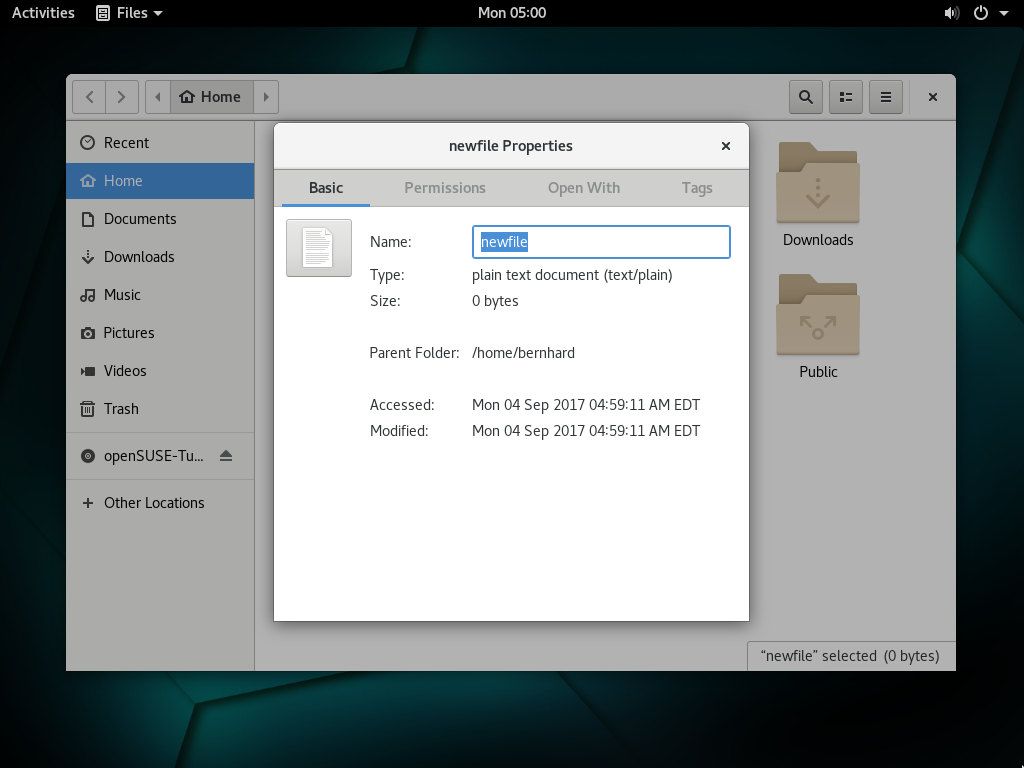 Activities Files Mon 05:00
Home
Recent
Home
Documents
Downloads
Music
Pictures
Videos
Trash
openSUSE-Tu...
Other Locations
newfile Properties
Basic Permissions Open With Tags
Name: newfile
Type: plain text document (text/plain)
Size: 0 bytes
Parent Folder: /home/bernhard
Accessed: Mon 04 Sep 2017 04:59:11 AM EDT
Modified: Mon 04 Sep 2017 04:59:11 AM EDT
Downloads
Public
“newfile” selected (0 bytes)